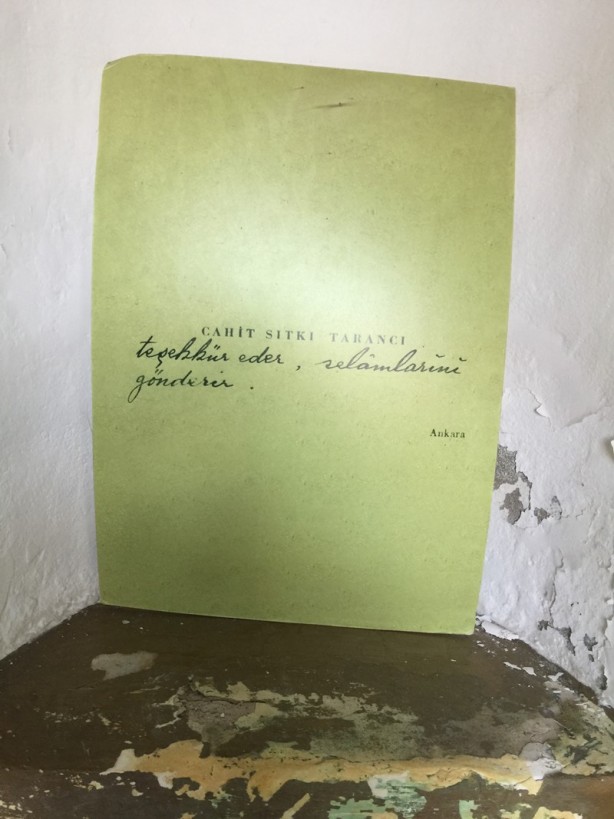 CAHİT SITKI TARANCI
teşekkür eder, selâmlarını
gönderir.
Ankara